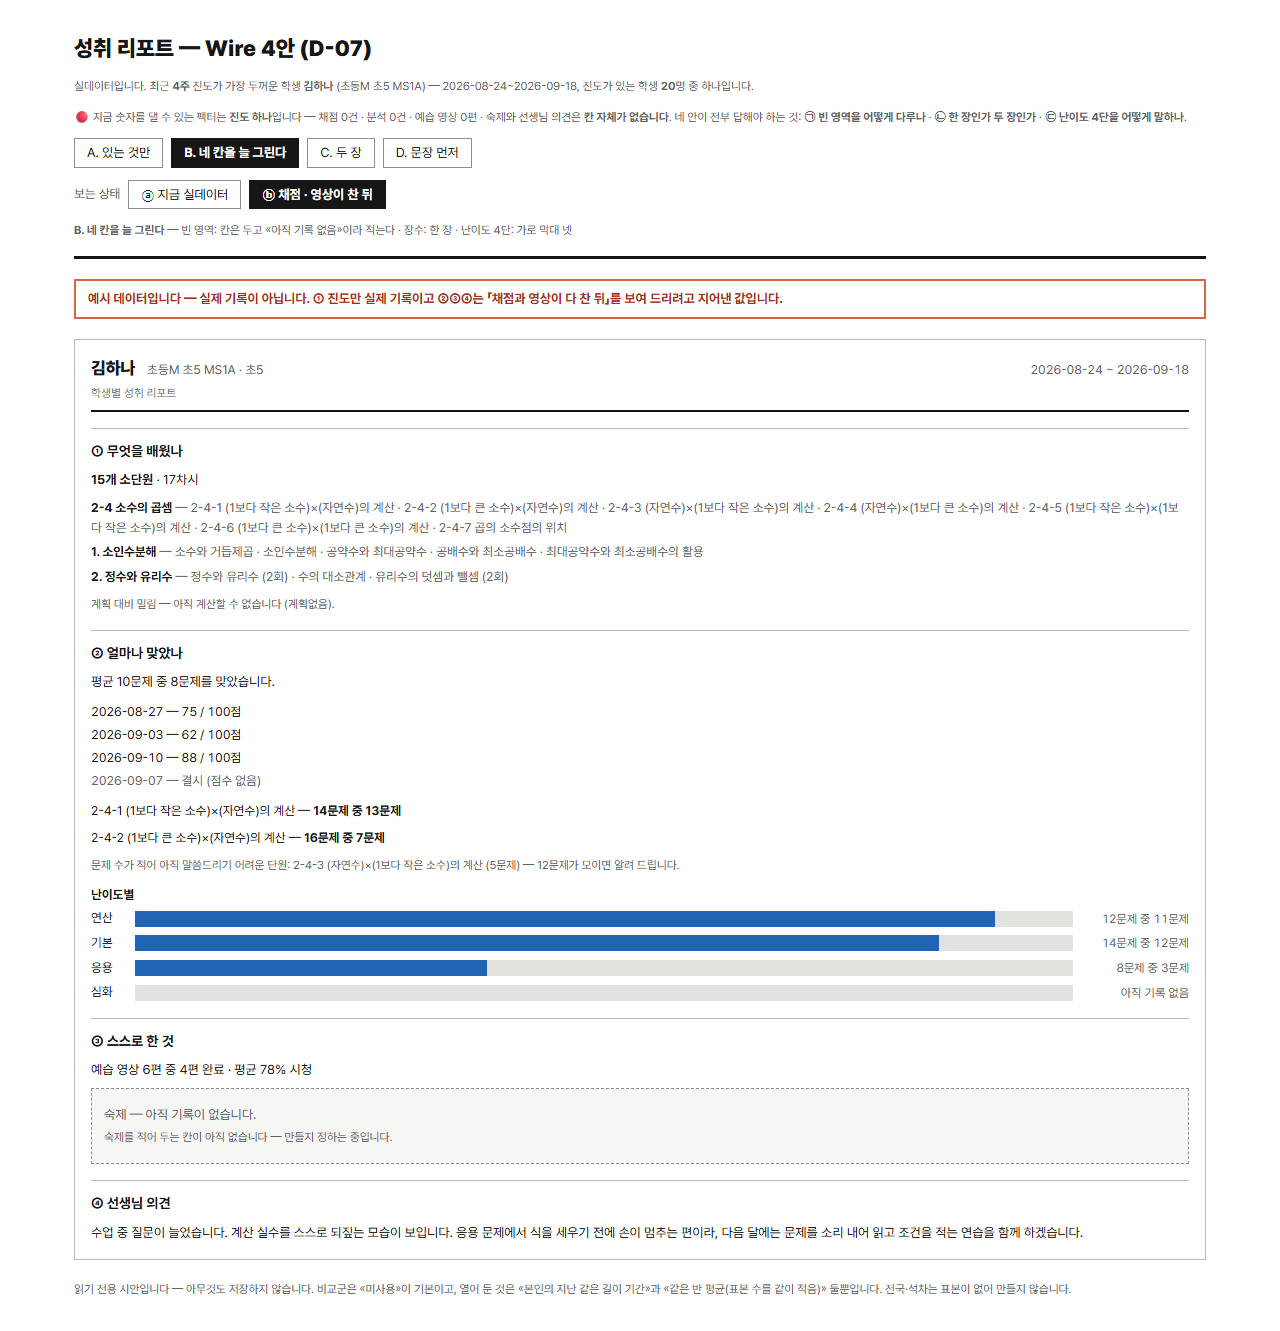 성취 리포트 — Wire 4안 (D-07)
실데이터입니다. 최근 4주 진도가 가장 두꺼운 학생 김하나 (초등M 초5 MS1A) — 2026-08-24~2026-09-18, 진도가 있는 학생 20명 중 하나입니다.
지금 숫자를 댈 수 있는 팩터는 진도 하나입니다 — 채점 0건 · 분석 0건 · 예습 영상 0편 · 숙제와 선생님 의견은 칸 자체가 없습니다. 네 안이 전부 답해야 하는 것: ㉠ 빈 영역을 어떻게 다루나 · ㉡ 한 장인가 두 장인가 · ㉢ 난이도 4단을 어떻게 말하나.
A. 있는 것만
B. 네 칸을 늘 그린다
C. 두 장
D. 문장 먼저
보는 상태
ⓐ 지금 실데이터
ⓑ 채점 · 영상이 찬 뒤
B. 네 칸을 늘 그린다 — 빈 영역: 칸은 두고 «아직 기록 없음»이라 적는다 · 장수: 한 장 · 난이도 4단: 가로 막대 넷
예시 데이터입니다 — 실제 기록이 아닙니다. ① 진도만 실제 기록이고 ②③④는 「채점과 영상이 다 찬 뒤」를 보여 드리려고 지어낸 값입니다.
김하나 초등M 초5 MS1A · 초5
2026-08-24 ~ 2026-09-18
학생별 성취 리포트
① 무엇을 배웠나
15개 소단원 · 17차시
2-4 소수의 곱셈 — 2-4-1 (1보다 작은 소수)×(자연수)의 계산 · 2-4-2 (1보다 큰 소수)×(자연수)의 계산 · 2-4-3 (자연수)×(1보다 작은 소수)의 계산 · 2-4-4 (자연수)×(1보다 큰 소수)의 계산 · 2-4-5 (1보다 작은 소수)×(1보
다 작은 소수)의 계산 · 2-4-6 (1보다 큰 소수)×(1보다 큰 소수)의 계산 · 2-4-7 곱의 소수점의 위치
1. 소인수분해 — 소수와 거듭제곱 · 소인수분해 · 공약수와 최대공약수 · 공배수와 최소공배수 · 최대공약수와 최소공배수의 활용
2. 정수와 유리수 — 정수와 유리수 (2회) · 수의 대소관계 · 유리수의 덧셈과 뺄셈 (2회)
계획 대비 밀림 — 아직 계산할 수 없습니다 (계획없음).
② 얼마나 맞았나
평균 10문제 중 8문제를 맞았습니다.
2026-08-27 — 75 / 100점
2026-09-03 — 62 / 100점
2026-09-10 — 88 / 100점
2026-09-07 — 결시 (점수 없음)
2-4-1 (1보다 작은 소수)×(자연수)의 계산 — 14문제 중 13문제
2-4-2 (1보다 큰 소수)×(자연수)의 계산 — 16문제 중 7문제
문제 수가 적어 아직 말씀드리기 어려운 단원: 2-4-3 (자연수)×(1보다 작은 소수)의 계산 (5문제) — 12문제가 모이면 알려 드립니다.
난이도별
연산 12문제 중 11문제
기본 14문제 중 12문제
응용 8문제 중 3문제
심화 아직 기록 없음
③ 스스로 한 것
예습 영상 6편 중 4편 완료 · 평균 78% 시청
숙제 — 아직 기록이 없습니다.
숙제를 적어 두는 칸이 아직 없습니다 — 만들지 정하는 중입니다.
④ 선생님 의견
수업 중 질문이 늘었습니다. 계산 실수를 스스로 되짚는 모습이 보입니다. 응용 문제에서 식을 세우기 전에 손이 멈추는 편이라, 다음 달에는 문제를 소리 내어 읽고 조건을 적는 연습을 함께 하겠습니다.
읽기 전용 시안입니다 — 아무것도 저장하지 않습니다. 비교군은 «미사용»이 기본이고, 열어 둔 것은 «본인의 지난 같은 길이 기간»과 «같은 반 평균(표본 수를 같이 적음)» 둘뿐입니다. 전국·석차는 표본이 없어 만들지 않습니다.